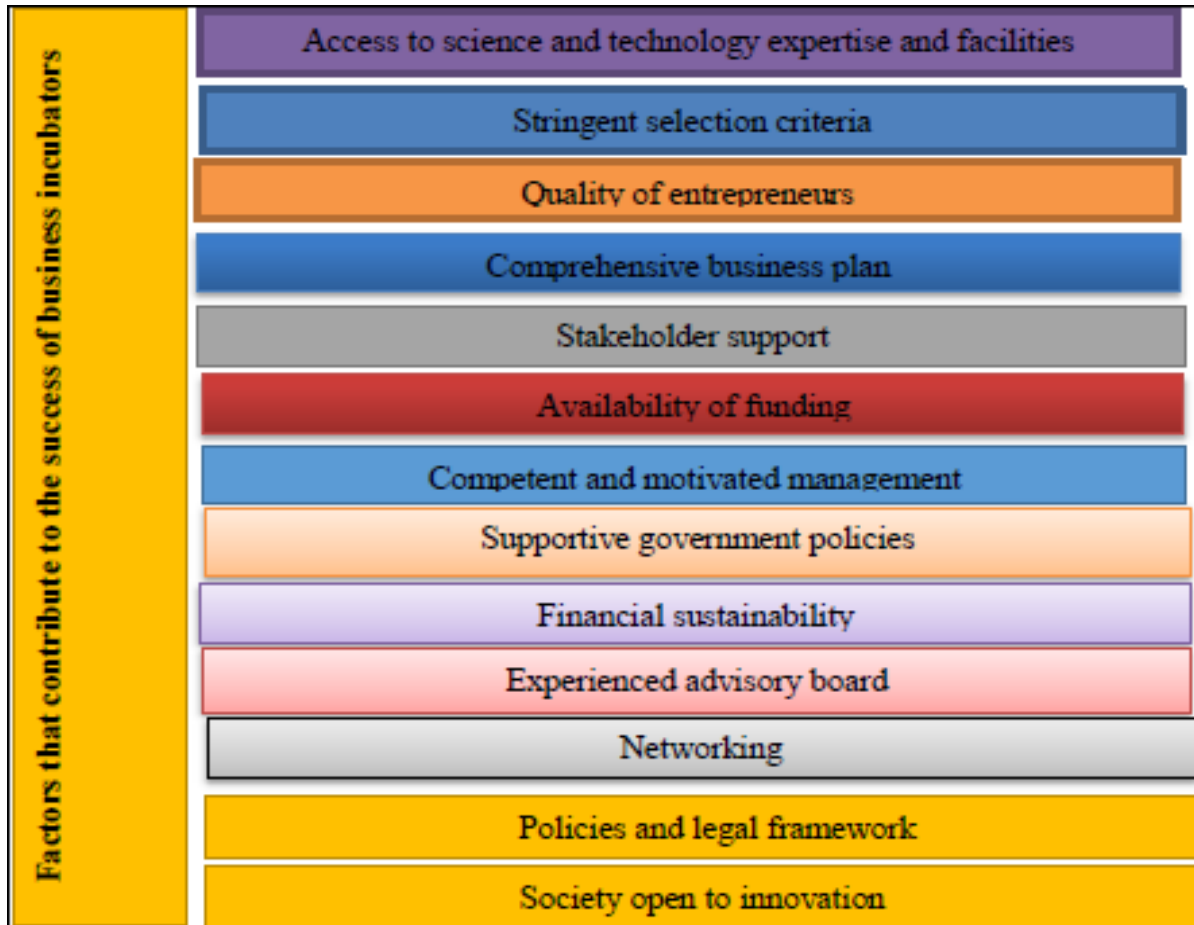 Factors that contribute to the success of business incubators
Access to science and technology expertise and facilities
Stringent selection criteria
Quality of entrepreneurs
Comprehensive business plan
Stakeholder support
Availability of funding
Competent and motivated management
Supportive government policies
Financial sustainability
Experienced advisory board
Networking
Policies and legal framework
Society open to innovation